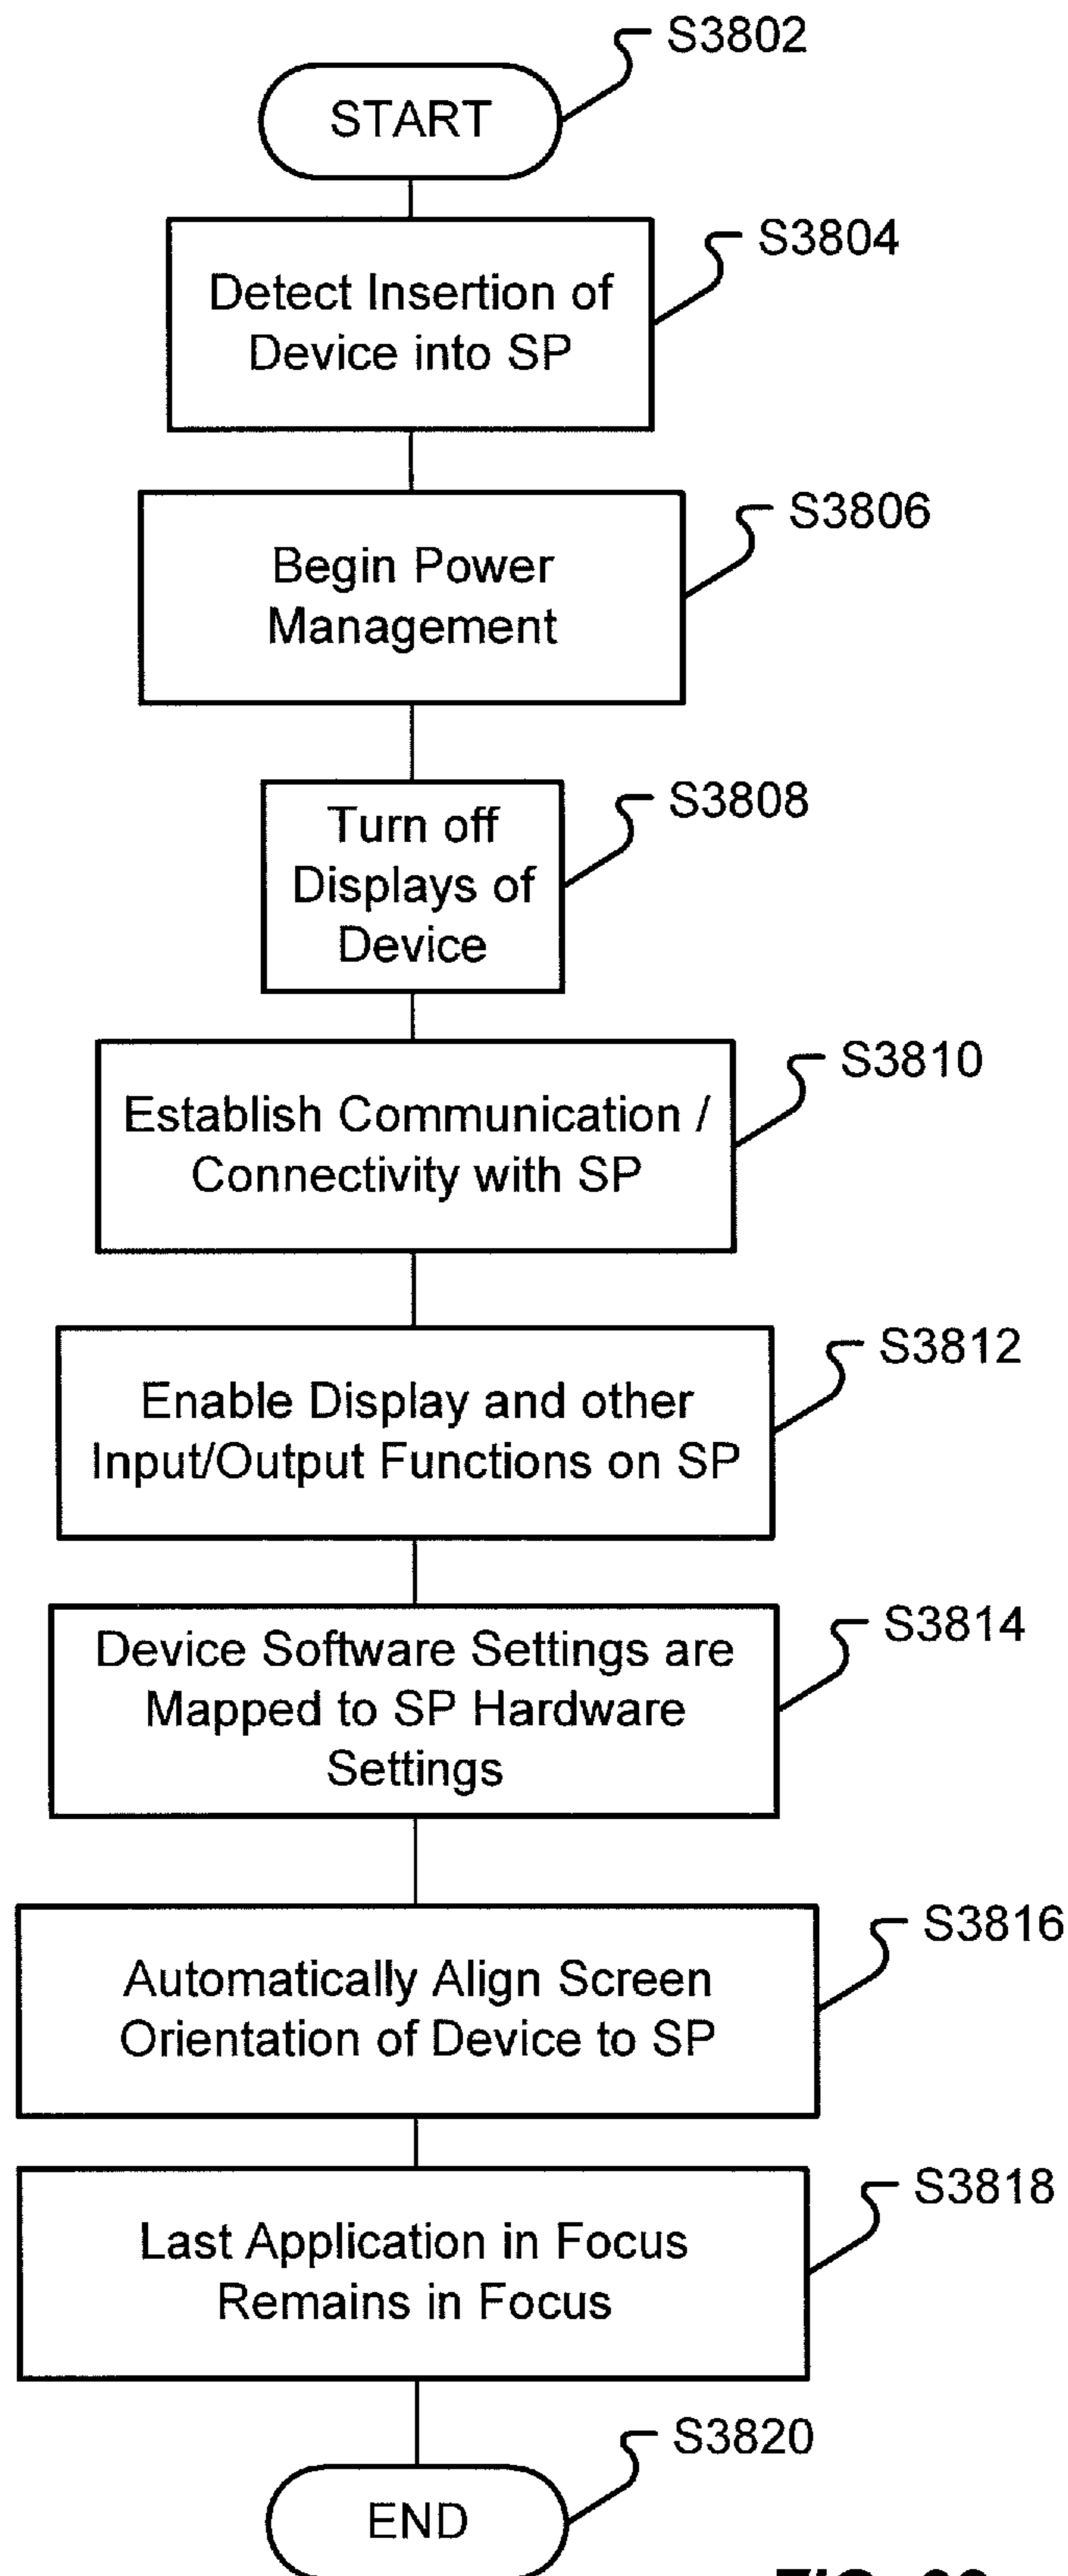 S3802
START
S3804
Detect Insertion of
Device into SP
S3806
Begin Power
Management
S3808
Turn off
Displays of
Device
S3810
Establish Communication /
Connectivity with SP
S3812
Enable Display and other
Input/Output Functions on SP
S3814
Device Software Settings are
Mapped to SP Hardware
Settings
S3816
Automatically Align Screen
Orientation of Device to SP
S3818
Last Application in Focus
Remains in Focus
S3820
END